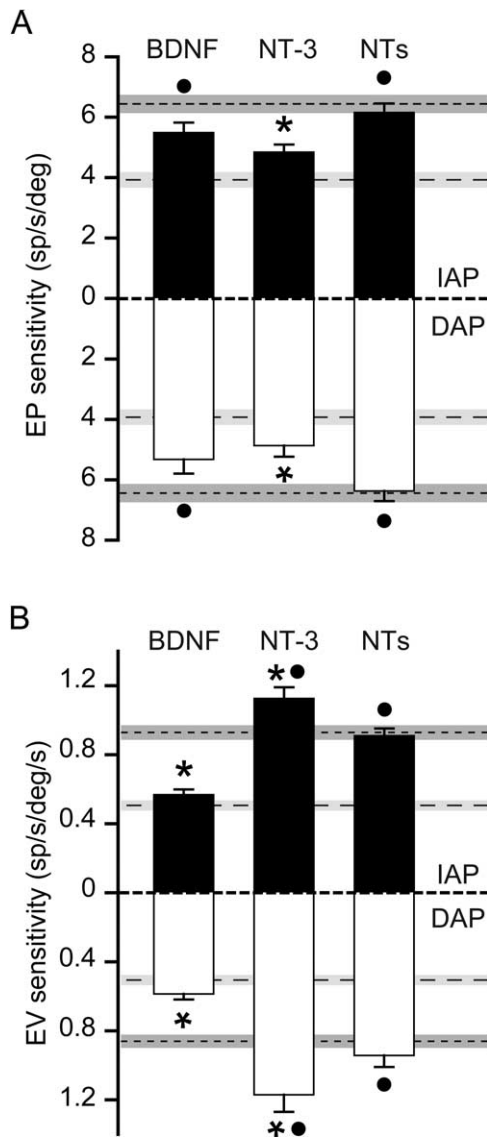 A
BDNF NT-3 NTs
EP sensitivity (sp/s/deg)
8
6
4
2
0
2
4
6
8
IAP
DAP
*
*
B
BDNF NT-3 NTs
EV sensitivity (sp/s/deg/s)
1.2
0.8
0.4
0
0.4
0.8
1.2
IAP
DAP
* *
* *